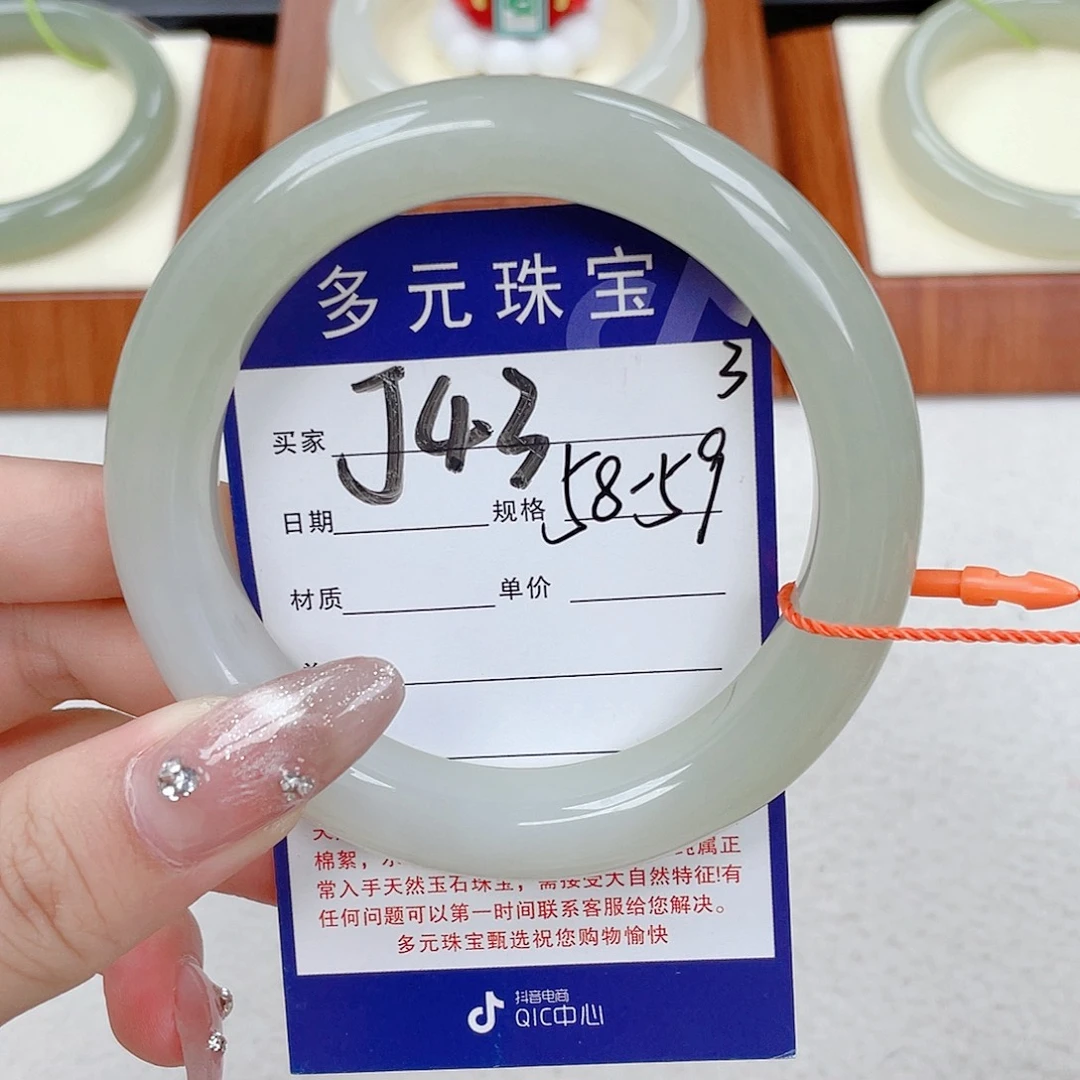 多元珠宝
3
买家 J43
日期 规格 58-59
材质 单价
棉絮，
常入手天然玉石珠宝，需接受大自然特征!有
任何问题可以第一时间联系客服给您解决。
多元珠宝甄选祝您购物愉快
抖音电商
QIC中心